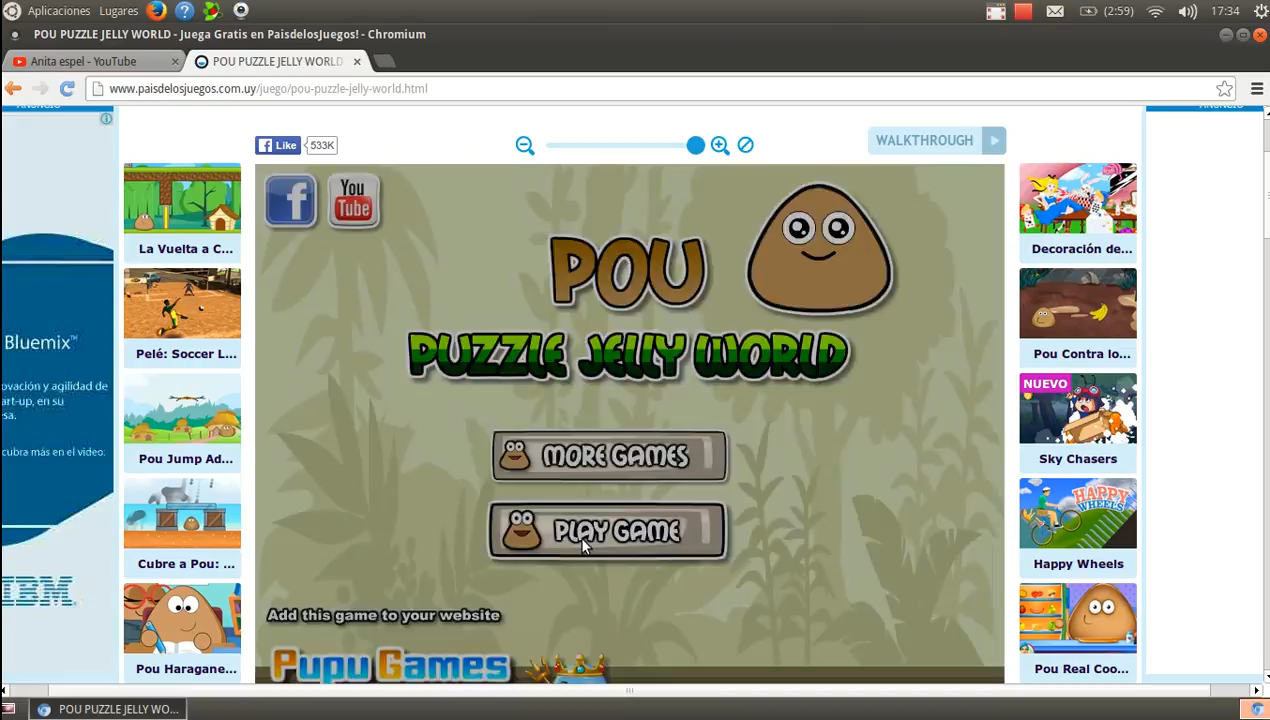 Aplicaciones Lugares (2:59) 17:34
POU PUZZLE JELLY WORLD - Juega Gratis en PaisdelosJuegos! - Chromium
Anita espel - YouTube POU PUZZLE JELLY WORLD
www.paisdelosjuegos.com.uy/juego/pou-puzzle-jelly-world.html
Like 533K
WALKTHROUGH
You
Tube
POU
PUZZLE JELLY WORLD
MORE GAMES
PLAY GAME
Add this game to your website
PUPU GAMES
La Vuelta a C...
Pelé: Soccer L...
Pou Jump Ad...
Cubre a Pou: ...
Pou Haragane...
Decoración de...
Pou Contra lo...
NUEVO
Sky Chasers
HAPPY
WHEELS
Happy Wheels
Pou Real Coo...
Bluemix™
ovación y agilidad de
art-up, en su
esa.
cubra más en el video:
IBM
POU PUZZLE JELLY WO...